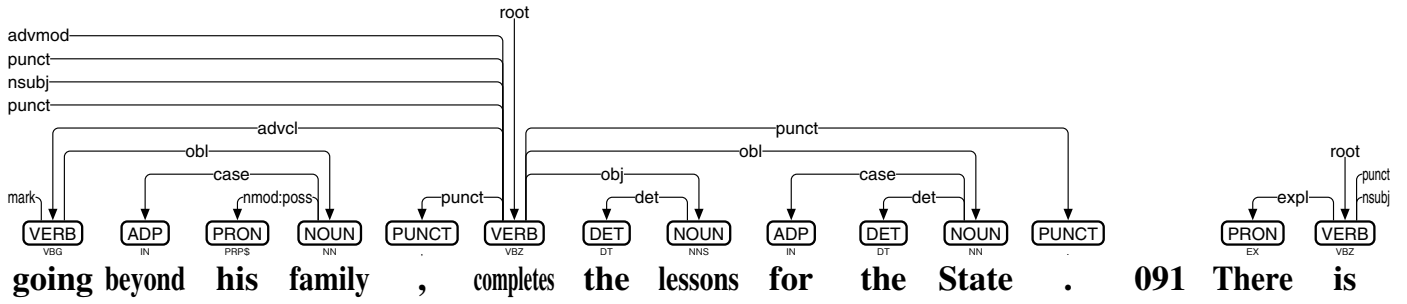 root
advmod
punct
nsubj
punct
advcl punct
obl obl root
case obj case punct
mark nmod:poss punct det det expl nsubj
VERB ADP PRON NOUN PUNCT VERB DET NOUN ADP DET NOUN PUNCT PRON VERB
VBG IN PRP$ NN , VBZ DT NNS IN DT NN . EX VBZ
going beyond his family , completes the lessons for the State . 091 There is